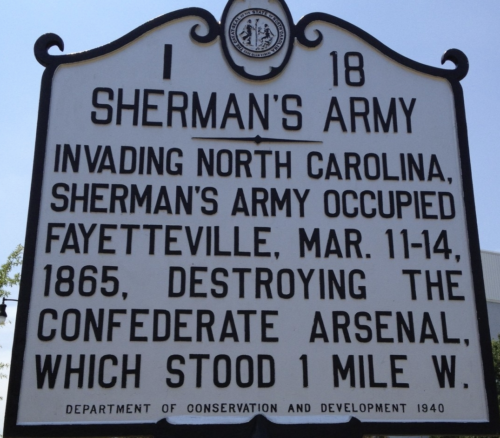 I 18
SHERMAN'S ARMY
INVADING NORTH CAROLINA,
SHERMAN'S ARMY OCCUPIED
FAYETTEVILLE, MAR. 11-14,
1865, DESTROYING THE
CONFEDERATE ARSENAL,
WHICH STOOD 1 MILE W.
DEPARTMENT OF CONSERVATION AND DEVELOPMENT 1940